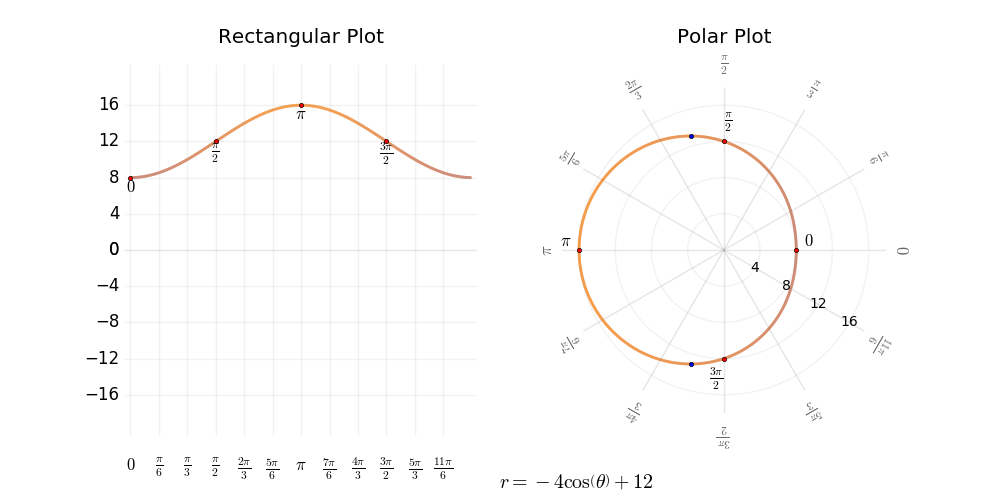 Rectangular Plot
16
12
8
4
0
−4
−8
−12
−16
0
π/2
π
3π/2
0 π/6 π/3 π/2 2π/3 5π/6 π 7π/6 4π/3 3π/2 5π/3 11π/6
Polar Plot
π/2
2π/3 π/3
5π/6 π/6
π 0
7π/6 11π/6
4π/3 5π/3
3π/2
π/2
π 0
3π/2
4
8
12
16
r = −4cos(θ) + 12